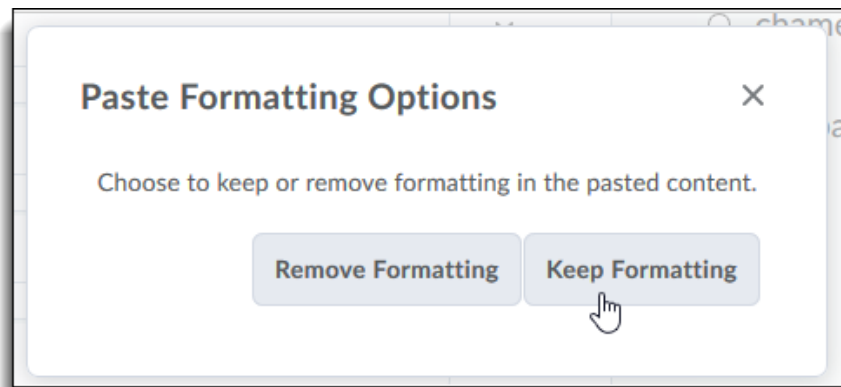 Paste Formatting Options
Choose to keep or remove formatting in the pasted content.
Remove Formatting
Keep Formatting